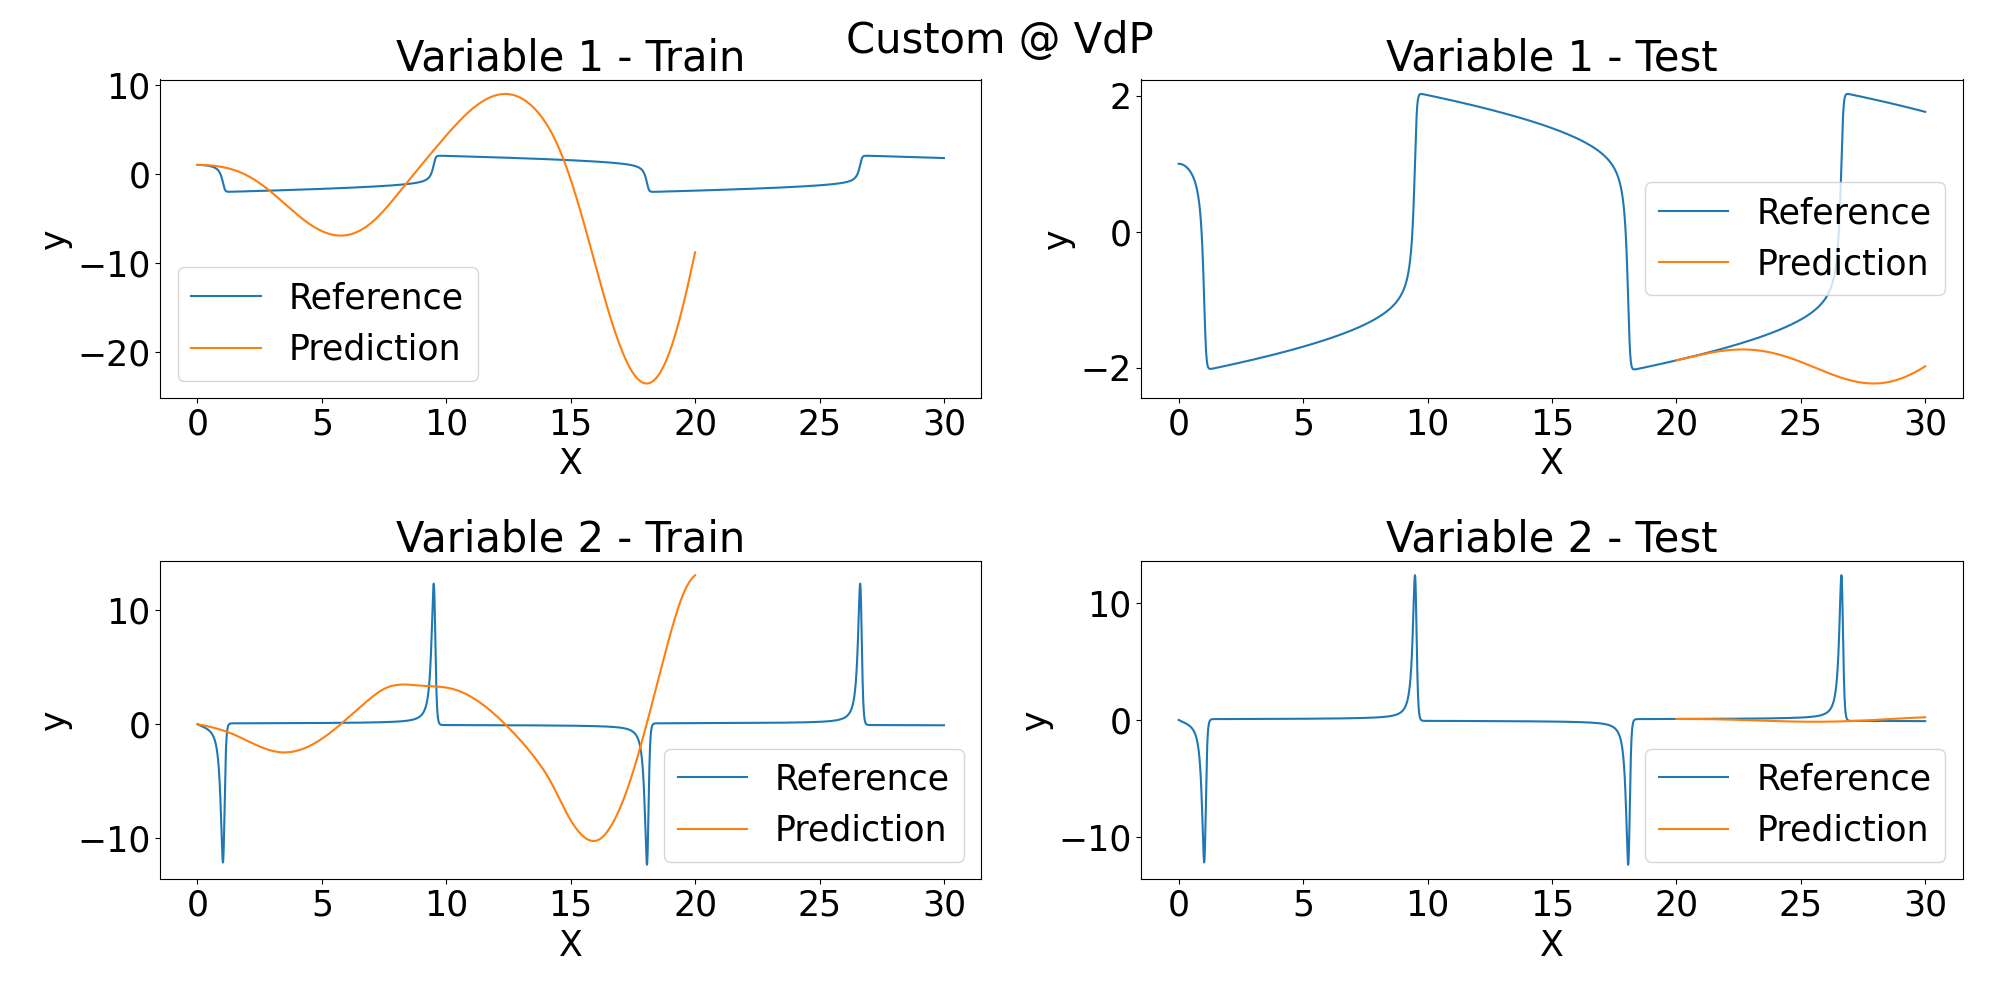 Custom @ VdP
Variable 1 - Train
10
0
−10
−20
y
Reference
Prediction
0 5 10 15 20 25 30
X
Variable 1 - Test
2
0
−2
y
Reference
Prediction
0 5 10 15 20 25 30
X
Variable 2 - Train
10
0
−10
y
Reference
Prediction
0 5 10 15 20 25 30
X
Variable 2 - Test
10
0
−10
y
Reference
Prediction
0 5 10 15 20 25 30
X